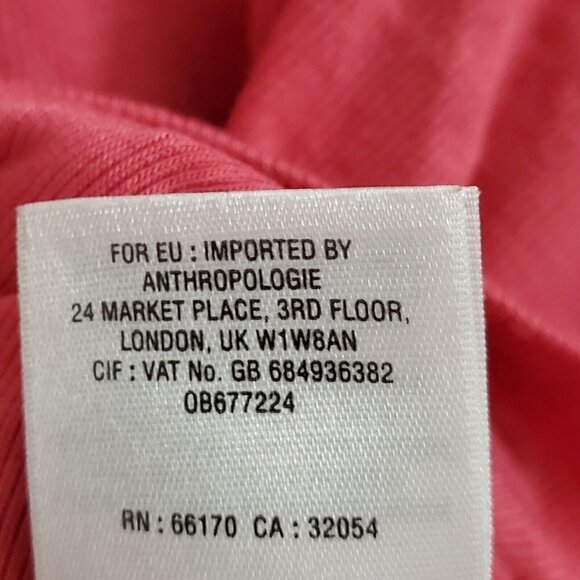 FOR EU : IMPORTED BY
ANTHROPOLOGIE
24 MARKET PLACE, 3RD FLOOR,
LONDON, UK W1W8AN
CIF : VAT No. GB 684936382
OB677224
RN : 66170 CA : 32054